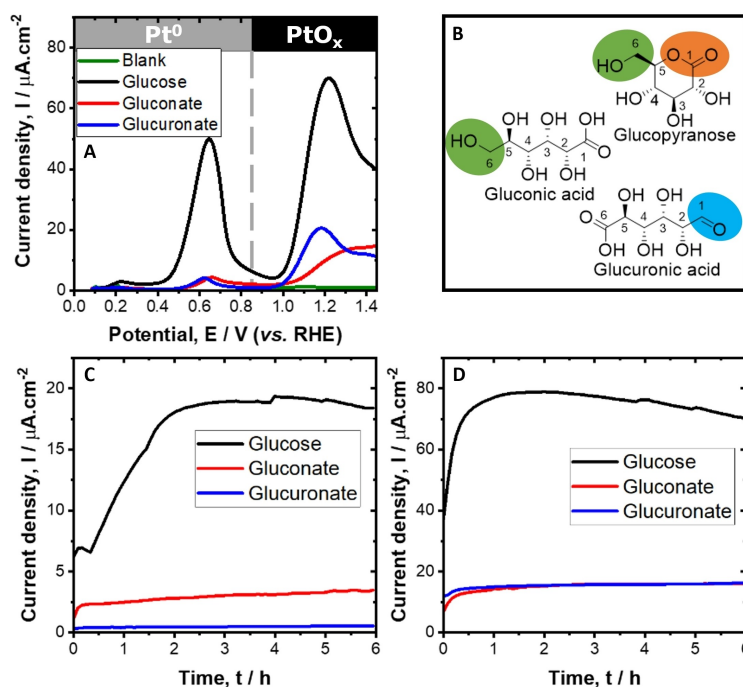 Pt⁰ PtOₓ
Blank
Glucose
Gluconate
Glucuronate
A
80
60
40
20
0
0.0 0.2 0.4 0.6 0.8 1.0 1.2 1.4
Current density, I / µA.cm⁻²
Potential, E / V (vs. RHE)
B
6
HO
O
1
O
5
4
3
2
HO
OH
OH
Glucopyranose
OH
OH
HO
6
5
4
3
2
1
O
OH
OH
Gluconic acid
OH
OH
O
6
5
4
3
2
1
O
OH
OH
OH
Glucuronic acid
C
20
15
10
5
0
0 1 2 3 4 5 6
Glucose
Gluconate
Glucuronate
Current density, I / µA.cm⁻²
Time, t / h
D
80
60
40
20
0
0 1 2 3 4 5 6
Glucose
Gluconate
Glucuronate
Current density, I / µA.cm⁻²
Time, t / h